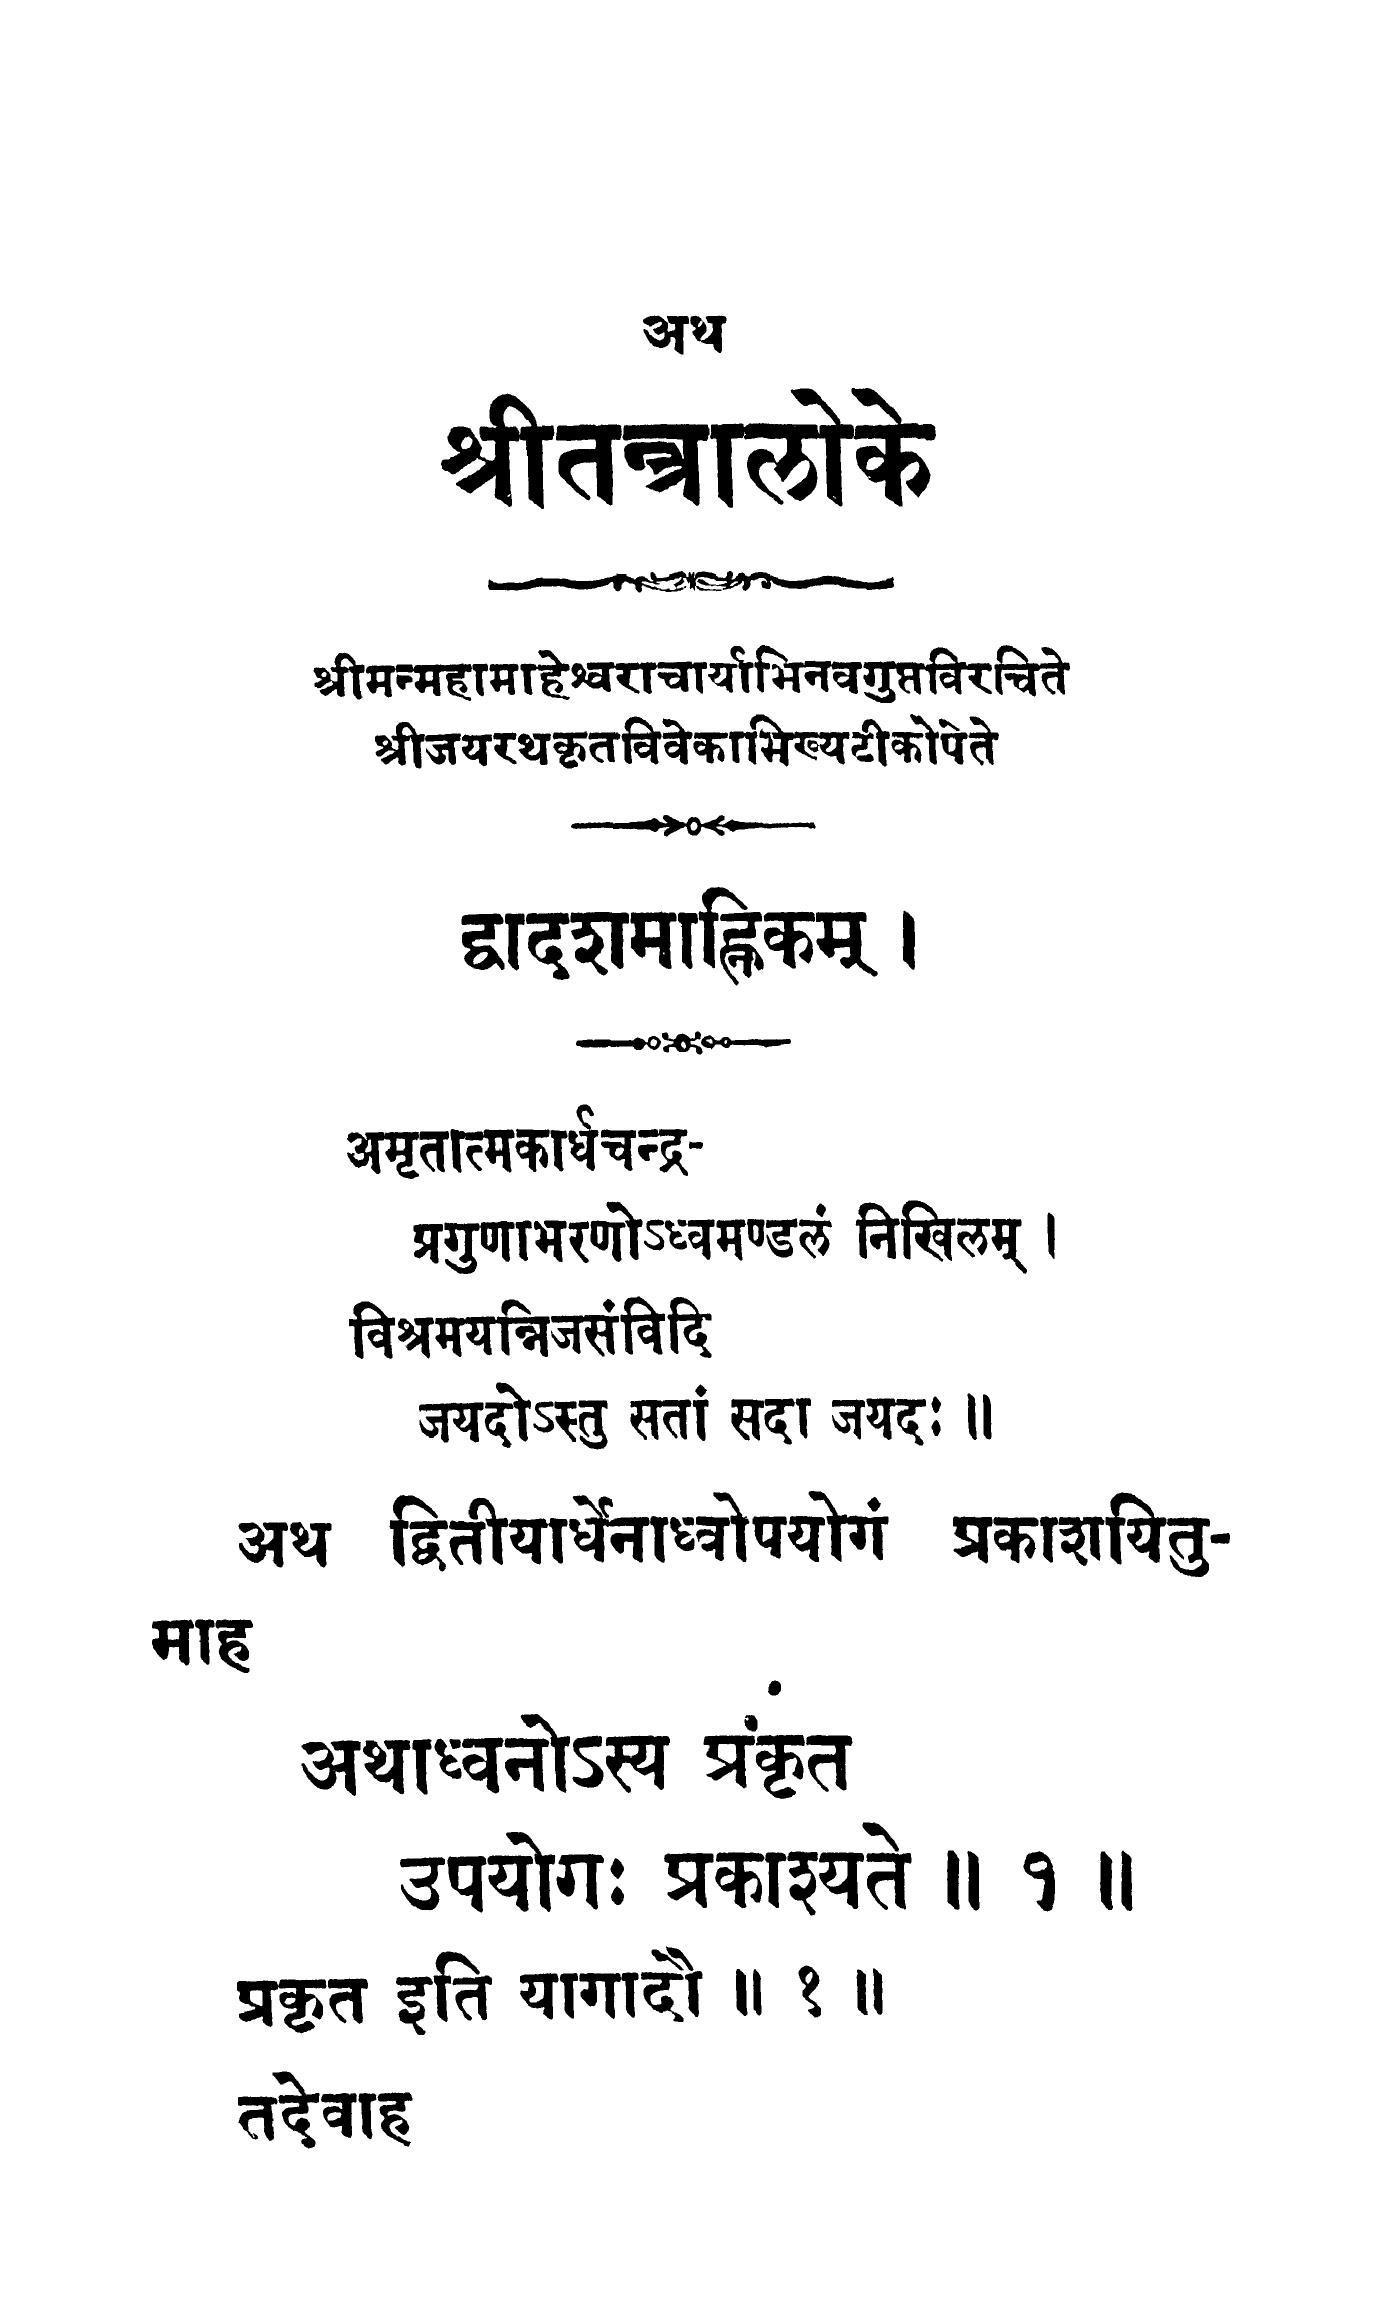 अथ
श्रीतन्त्रालोके
श्रीमन्महामाहेश्वराचार्याभिनवगुप्तविरचिते
श्रीजयरथकृतविवेकाभिख्यटीकोपेते
द्वादशमाह्निकम् ।
अमृतात्मकार्धचन्द्र-
प्रगुणाभरणोऽध्वमण्डलं निखिलम् ।
विश्रमयन्निजसंविदि
जयदोऽस्तु सतां सदा जयदः ॥
अथ द्वितीयार्धेनाध्वोपयोगं प्रकाशयितु-
माह
अथाध्वनोऽस्य प्रंकृत
उपयोगः प्रकाश्यते ॥ १ ॥
प्रकृत इति यागादौ ॥ १ ॥
तदेवाह